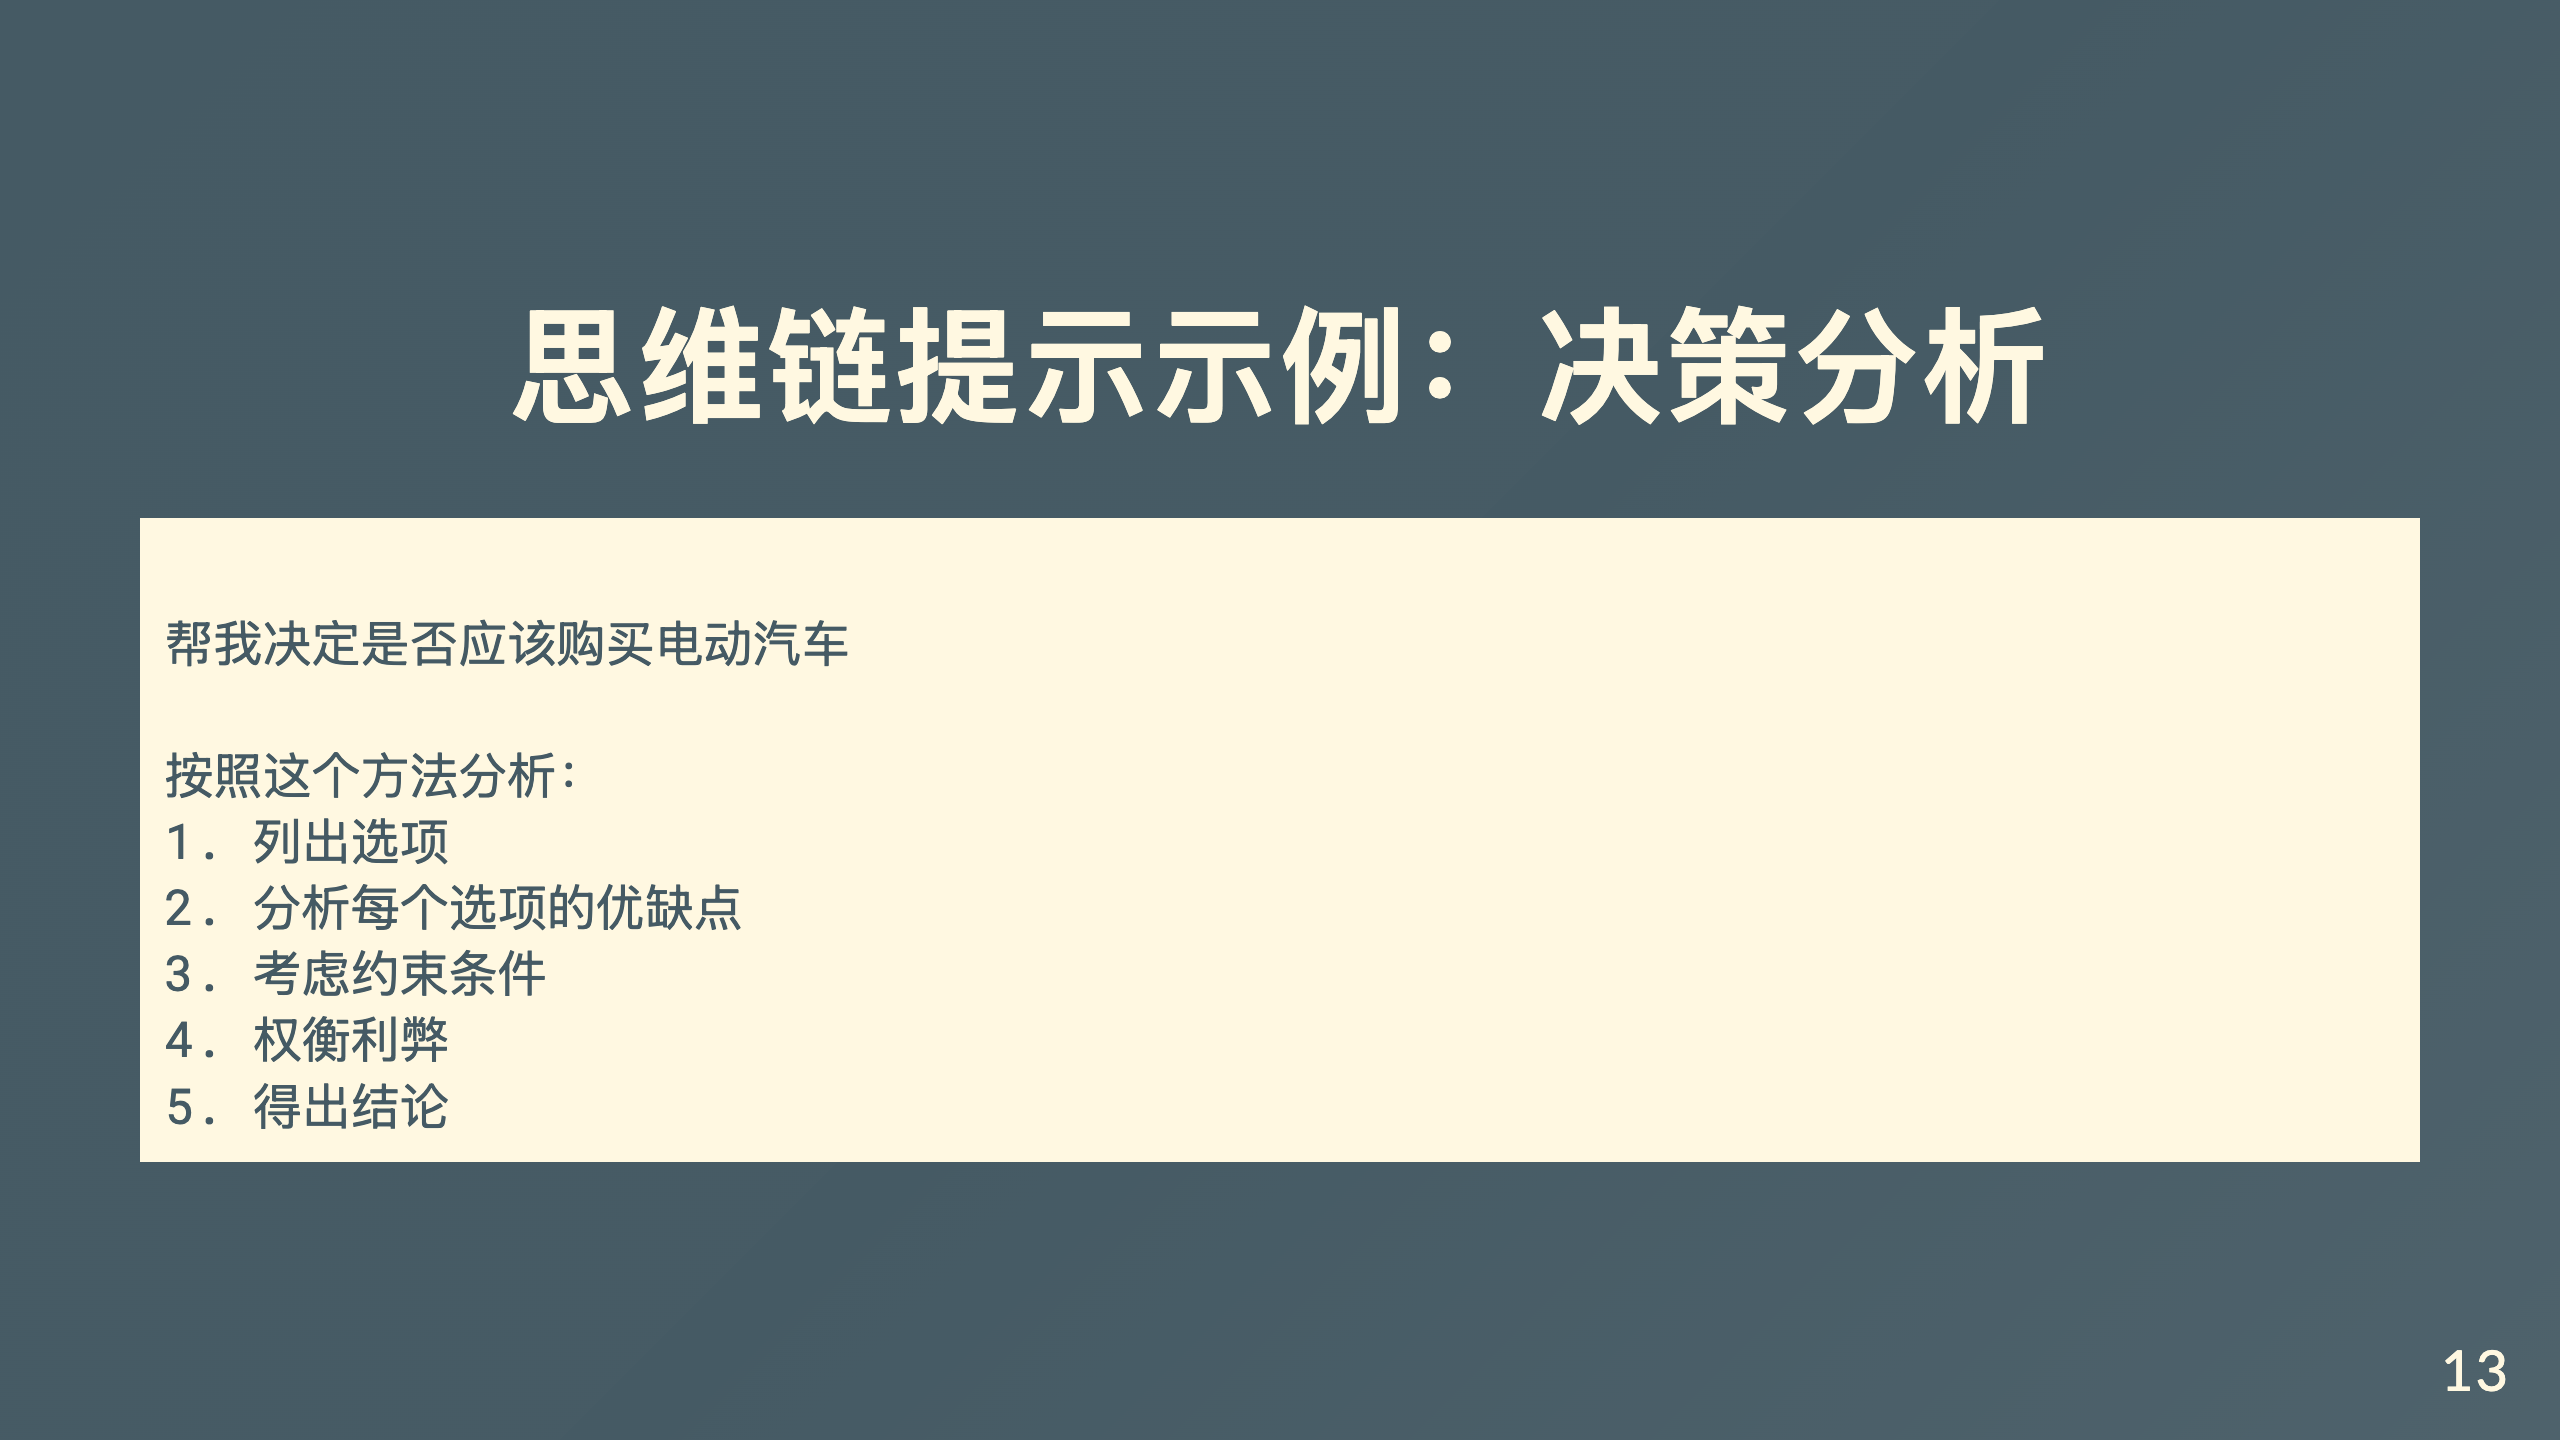 思维链提示示例：决策分析
帮我决定是否应该购买电动汽车
按照这个方法分析：
1. 列出选项
2. 分析每个选项的优缺点
3. 考虑约束条件
4. 权衡利弊
5. 得出结论
13